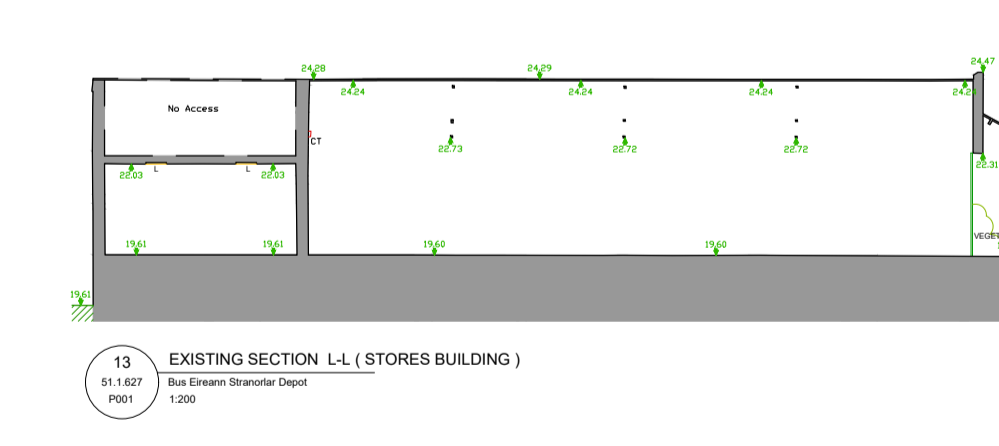 24.28
24.29
24.47
24.24
24.24
24.24
No Access
CT
22.73
22.72
22.72
22.31
L
L
22.03
22.03
19.61
19.61
19.60
19.60
19.61
13
51.1.627
P001
EXISTING SECTION L-L ( STORES BUILDING )
Bus Eireann Stranorlar Depot
1:200